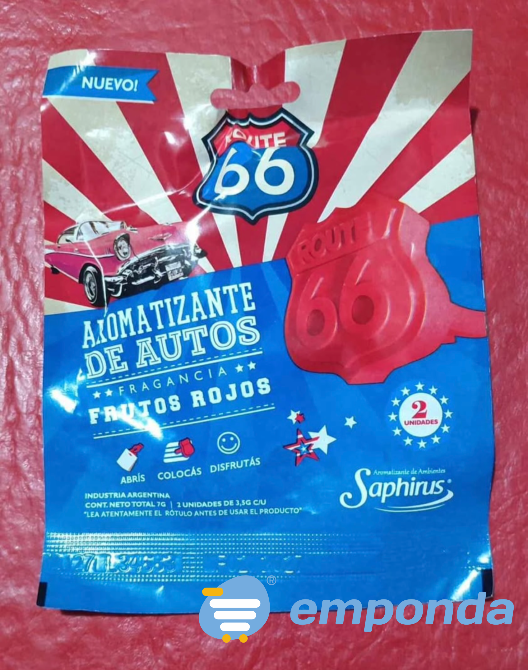 NUEVO!
ROUTE
66
ROUTE
66
AROMATIZANTE
DE AUTOS
FRAGANCIA
FRUTOS ROJOS
2
UNIDADES
ABRÍS
COLOCÁS
DISFRUTÁS
Aromatizante de Ambientes
Saphirus®
INDUSTRIA ARGENTINA
CONT. NETO TOTAL 7G | 2 UNIDADES DE 3,5G C/U
"LEA ATENTAMENTE EL RÓTULO ANTES DE USAR EL PRODUCTO"
emponda®